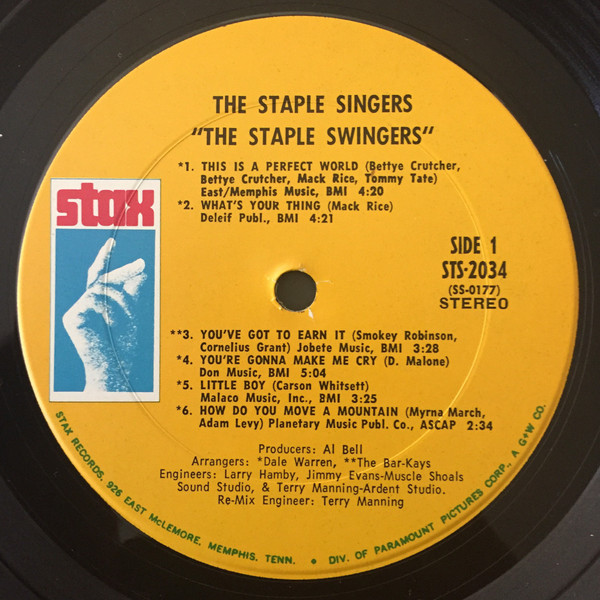 THE STAPLE SINGERS
"THE STAPLE SWINGERS"
*1. THIS IS A PERFECT WORLD (Bettye Crutcher,
Bettye Crutcher, Mack Rice, Tommy Tate)
East/Memphis Music, BMI 4:20
*2. WHAT'S YOUR THING (Mack Rice)
Deleif Publ., BMI 4:21
stax
SIDE 1
STS-2034
(SS-0177)
STEREO
**3. YOU'VE GOT TO EARN IT (Smokey Robinson,
Cornelius Grant) Jobete Music, BMI 3:28
*4. YOU'RE GONNA MAKE ME CRY (D. Malone)
Don Music, BMI 5:04
*5. LITTLE BOY (Carson Whitsett)
Malaco Music, Inc., BMI 3:25
*6. HOW DO YOU MOVE A MOUNTAIN (Myrna March,
Adam Levy) Planetary Music Publ. Co., ASCAP 2:34
Producers: Al Bell
Arrangers: *Dale Warren, **The Bar-Kays
Engineers: Larry Hamby, Jimmy Evans-Muscle Shoals
Sound Studio, & Terry Manning-Ardent Studio.
Re-Mix Engineer: Terry Manning
STAX RECORDS, 926 EAST McLEMORE, MEMPHIS, TENN. • DIV. OF PARAMOUNT PICTURES CORP., A G+W CO.